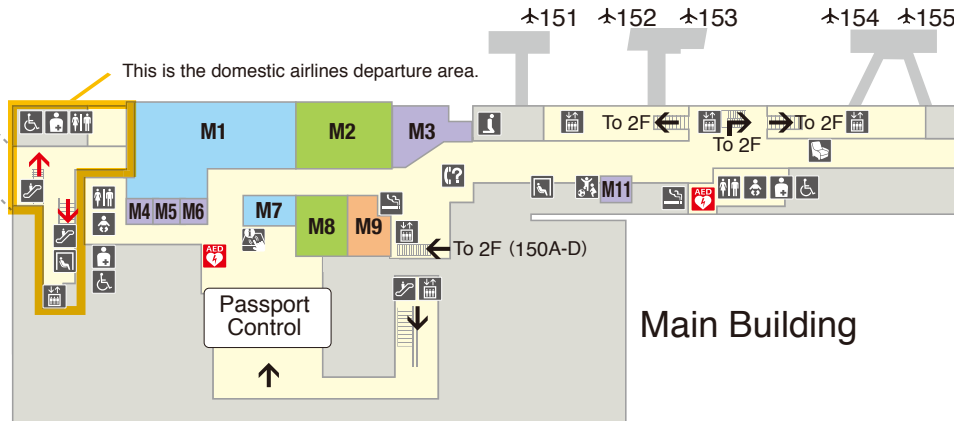 151
152
153
154
155
This is the domestic airlines departure area.
M1
M2
M3
To 2F
To 2F
To 2F
M4
M5
M6
M7
M8
M9
M11
AED
AED
To 2F (150A-D)
Passport
Control
Main Building